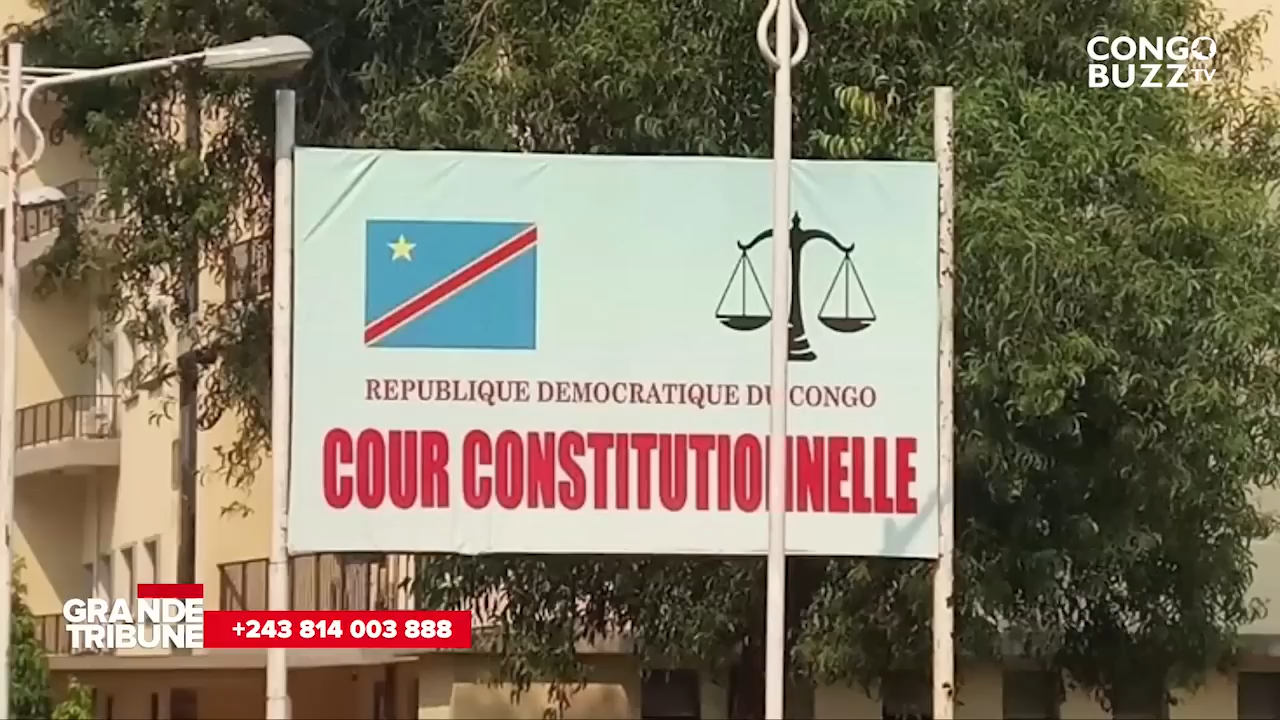 CONGO
BUZZ TV
REPUBLIQUE DEMOCRATIQUE DU CONGO
COUR CONSTITUTIONNELLE
GRANDE
TRIBUNE
+243 814 003 888